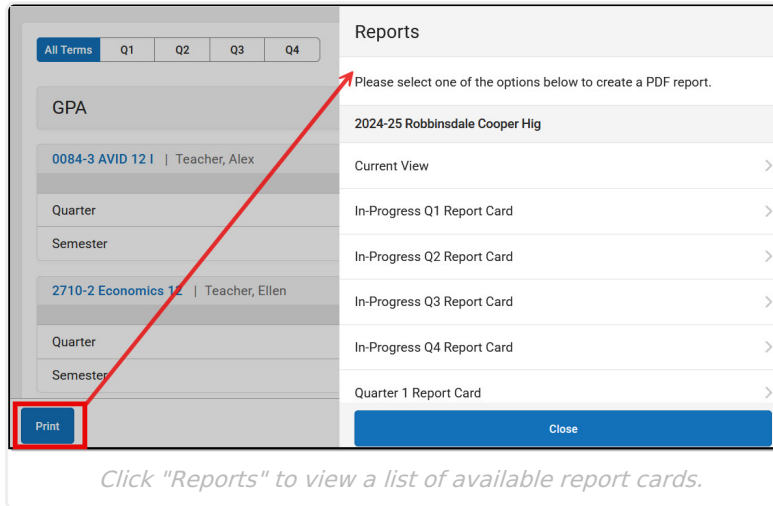 All Terms Q1 Q2 Q3 Q4
GPA
0084-3 AVID 12 I | Teacher, Alex
Quarter
Semester
2710-2 Economics 12 | Teacher, Ellen
Quarter
Semester
Print
Reports
Please select one of the options below to create a PDF report.
2024-25 Robbinsdale Cooper Hig
Current View
In-Progress Q1 Report Card
In-Progress Q2 Report Card
In-Progress Q3 Report Card
In-Progress Q4 Report Card
Quarter 1 Report Card
Close
Click "Reports" to view a list of available report cards.